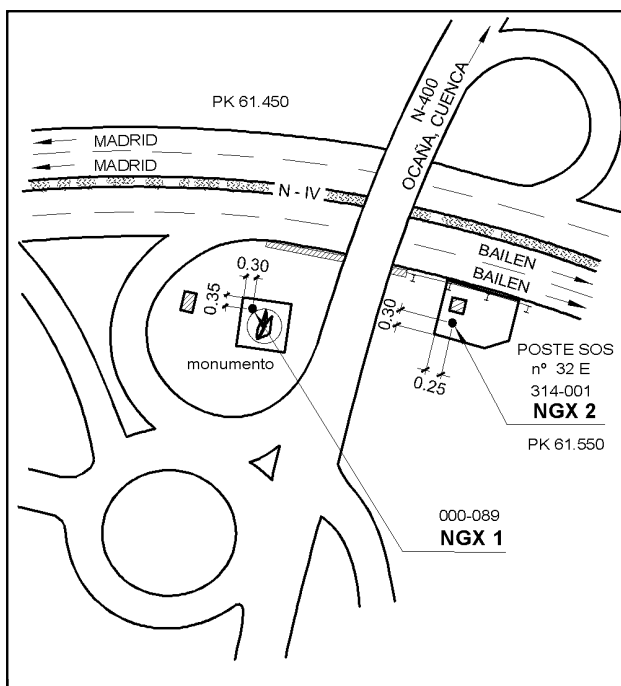 PK 61.450
N-400
OCAÑA, CUENCA
MADRID
MADRID
N - IV
BAILEN
BAILEN
0.30
0.35
monumento
0.30
0.25
POSTE SOS
nº 32 E
314-001
NGX 2
PK 61.550
000-089
NGX 1